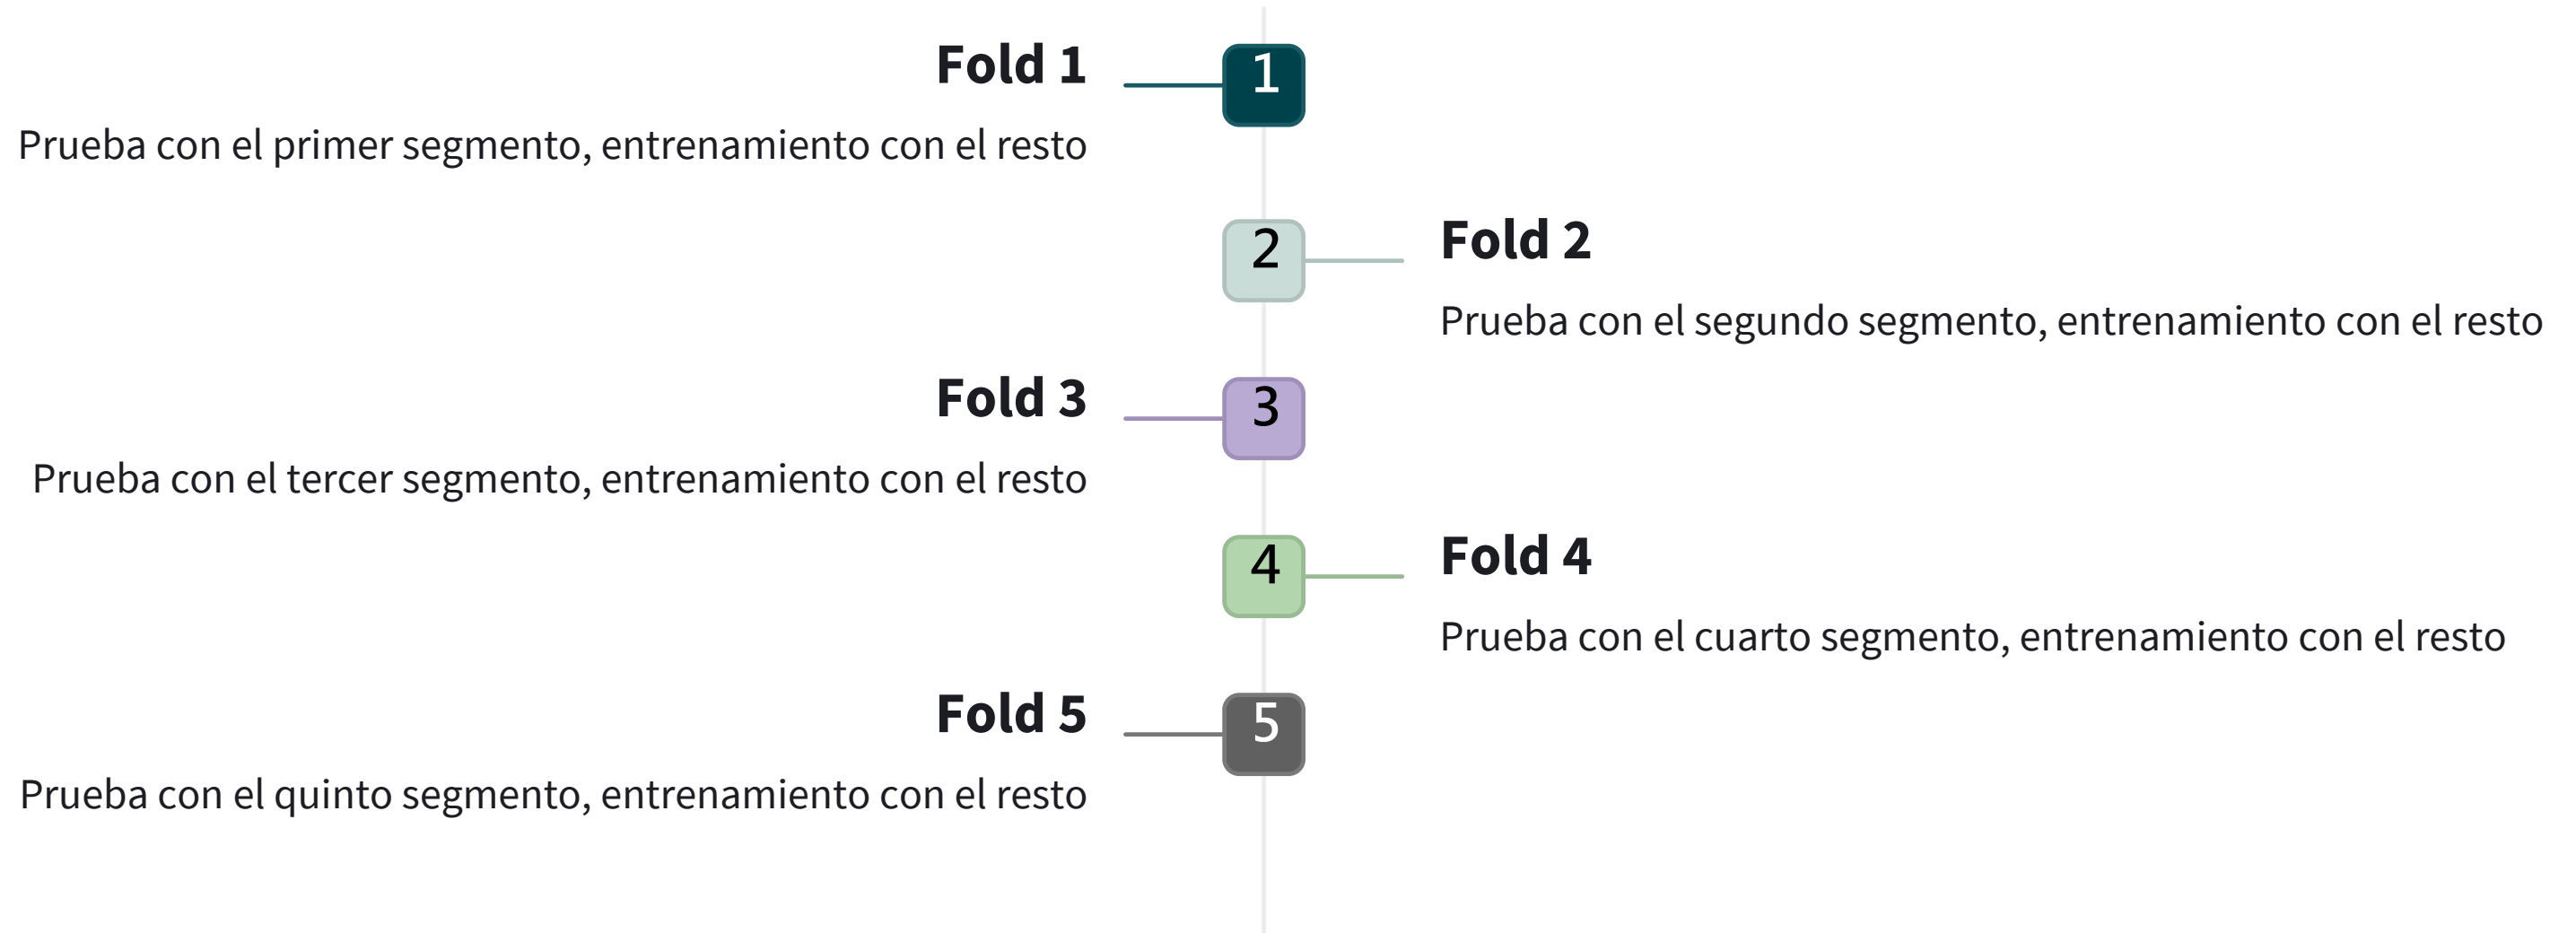 Fold 1
1
Prueba con el primer segmento, entrenamiento con el resto
2
Fold 2
Prueba con el segundo segmento, entrenamiento con el resto
Fold 3
3
Prueba con el tercer segmento, entrenamiento con el resto
4
Fold 4
Prueba con el cuarto segmento, entrenamiento con el resto
Fold 5
5
Prueba con el quinto segmento, entrenamiento con el resto